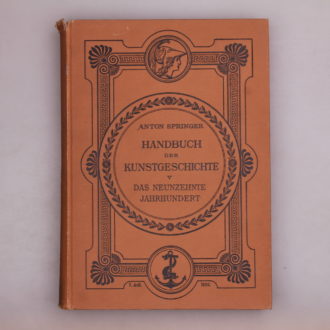 ANTON SPRINGER
HANDBUCH
DER
KUNSTGESCHICHTE
V
DAS NEUNZEHNTE
JAHRHUNDERT